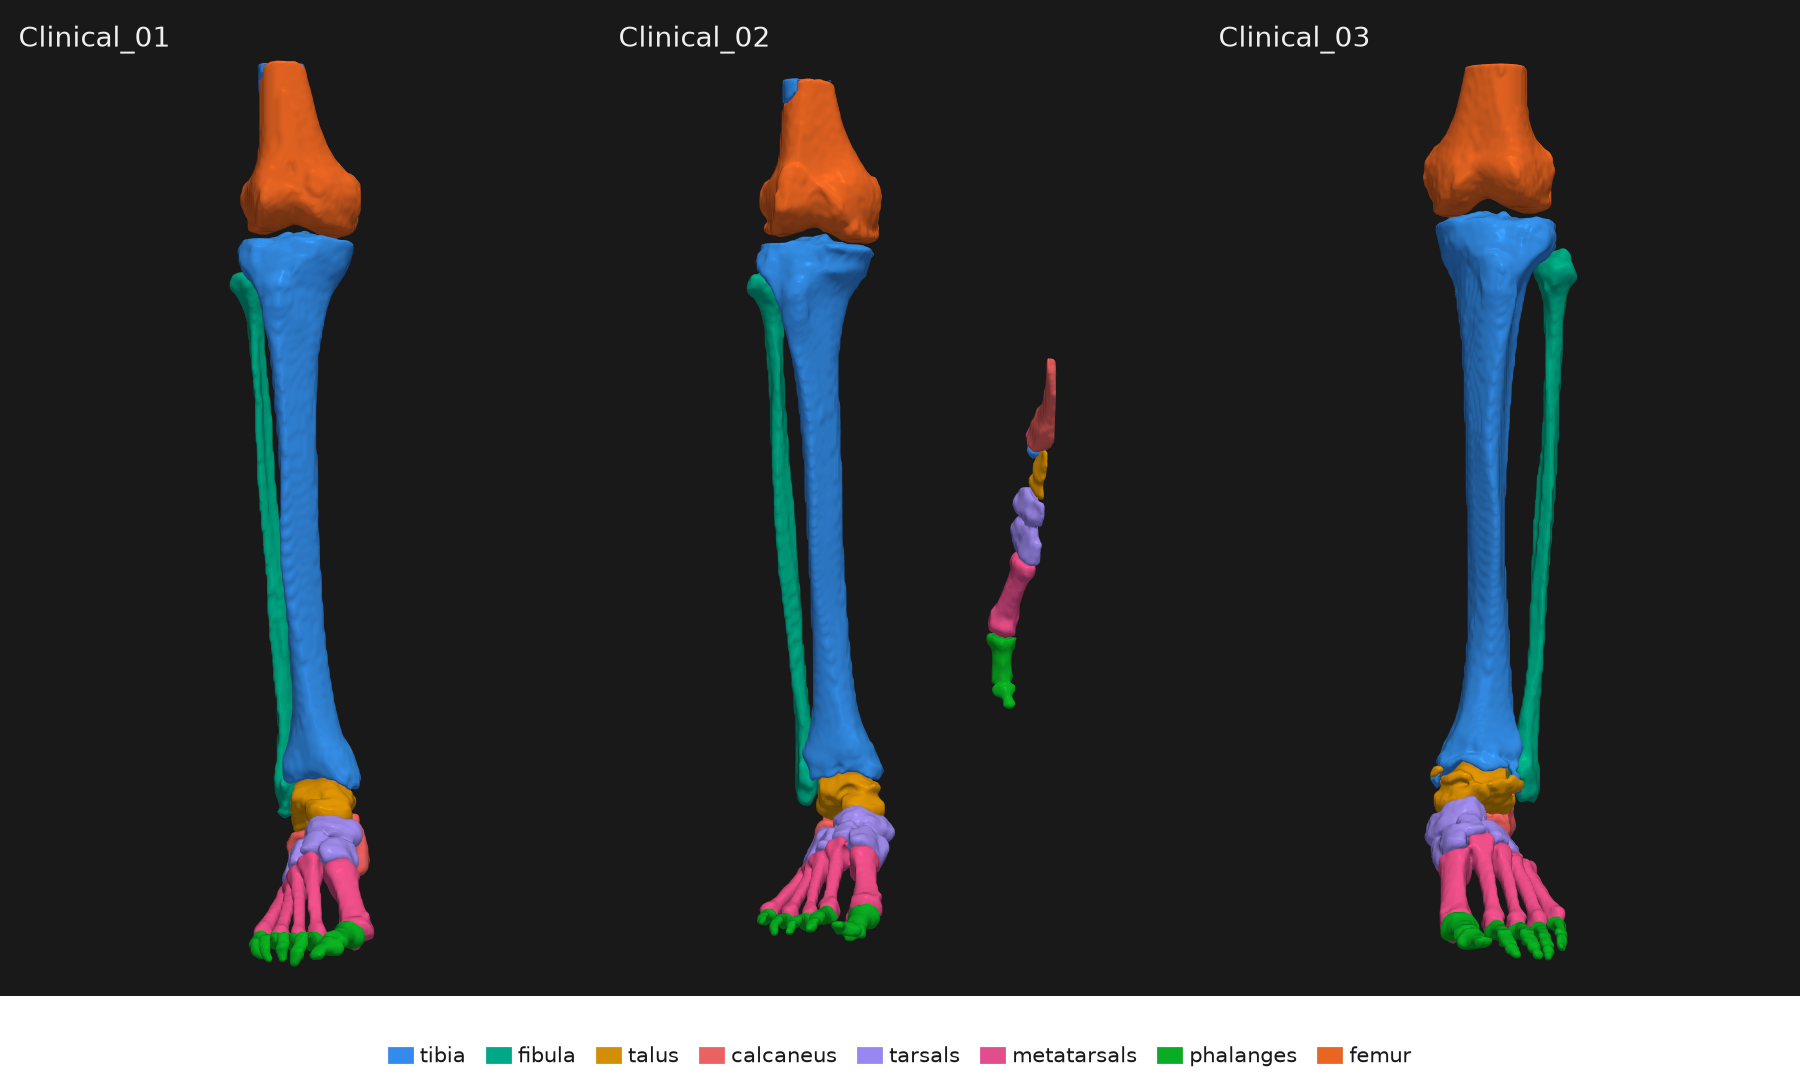 Clinical_01
Clinical_02
Clinical_03
tibia
fibula
talus
calcaneus
tarsals
metatarsals
phalanges
femur